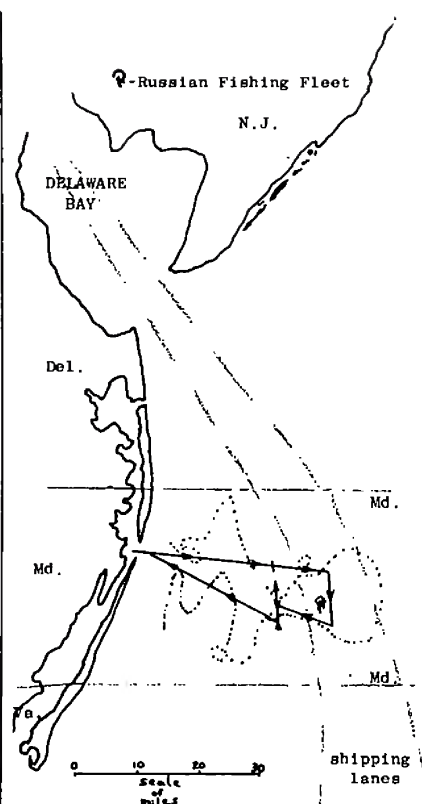 -Russian Fishing Fleet
N.J.
DELAWARE
BAY
Del.
Md.
Md.
Md.
Va.
0 10 20 30
scale
of
miles
shipping
lanes